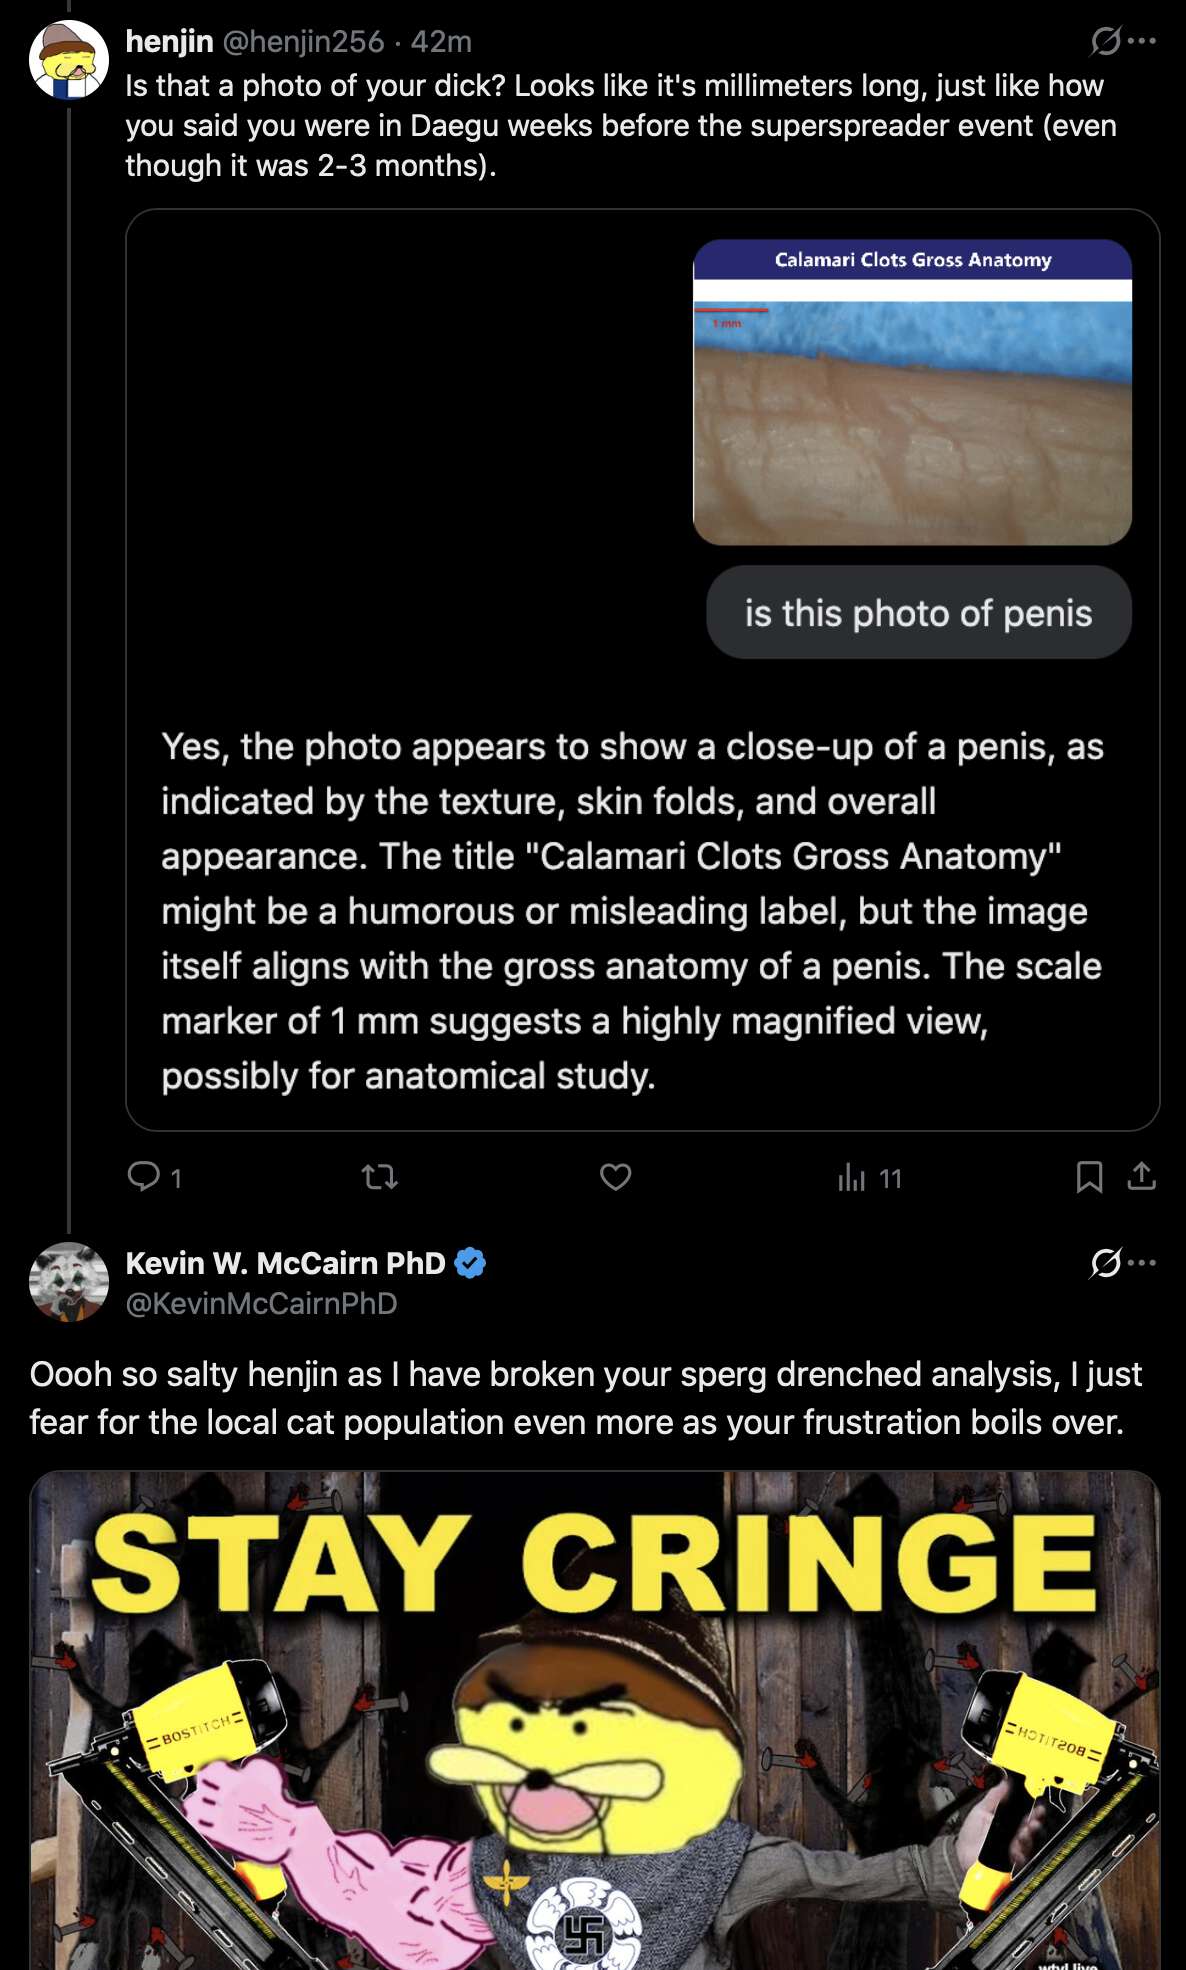 henjin @henjin256 · 42m
Is that a photo of your dick? Looks like it's millimeters long, just like how
you said you were in Daegu weeks before the superspreader event (even
though it was 2-3 months).
Calamari Clots Gross Anatomy
1 mm
is this photo of penis
Yes, the photo appears to show a close-up of a penis, as
indicated by the texture, skin folds, and overall
appearance. The title "Calamari Clots Gross Anatomy"
might be a humorous or misleading label, but the image
itself aligns with the gross anatomy of a penis. The scale
marker of 1 mm suggests a highly magnified view,
possibly for anatomical study.
1
11
Kevin W. McCairn PhD
@KevinMcCairnPhD
Oooh so salty henjin as I have broken your sperg drenched analysis, I just
fear for the local cat population even more as your frustration boils over.
STAY CRINGE
BOSTITCH
BOSTITCH